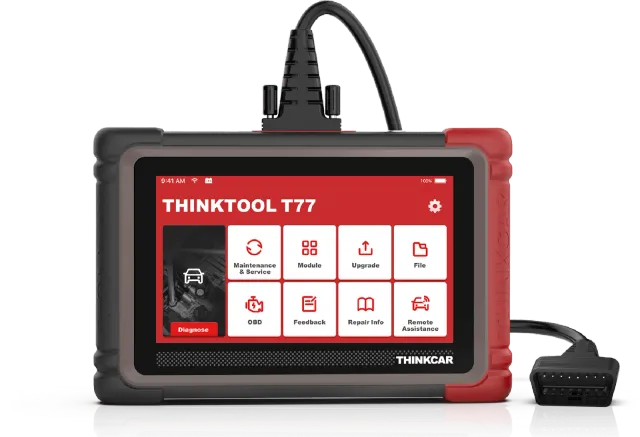 9:41 AM
100%
THINKTOOL T77
Maintenance
& Service
Module
Upgrade
File
Diagnose
OBD
Feedback
Repair Info
Remote
Assistance
THINKCAR